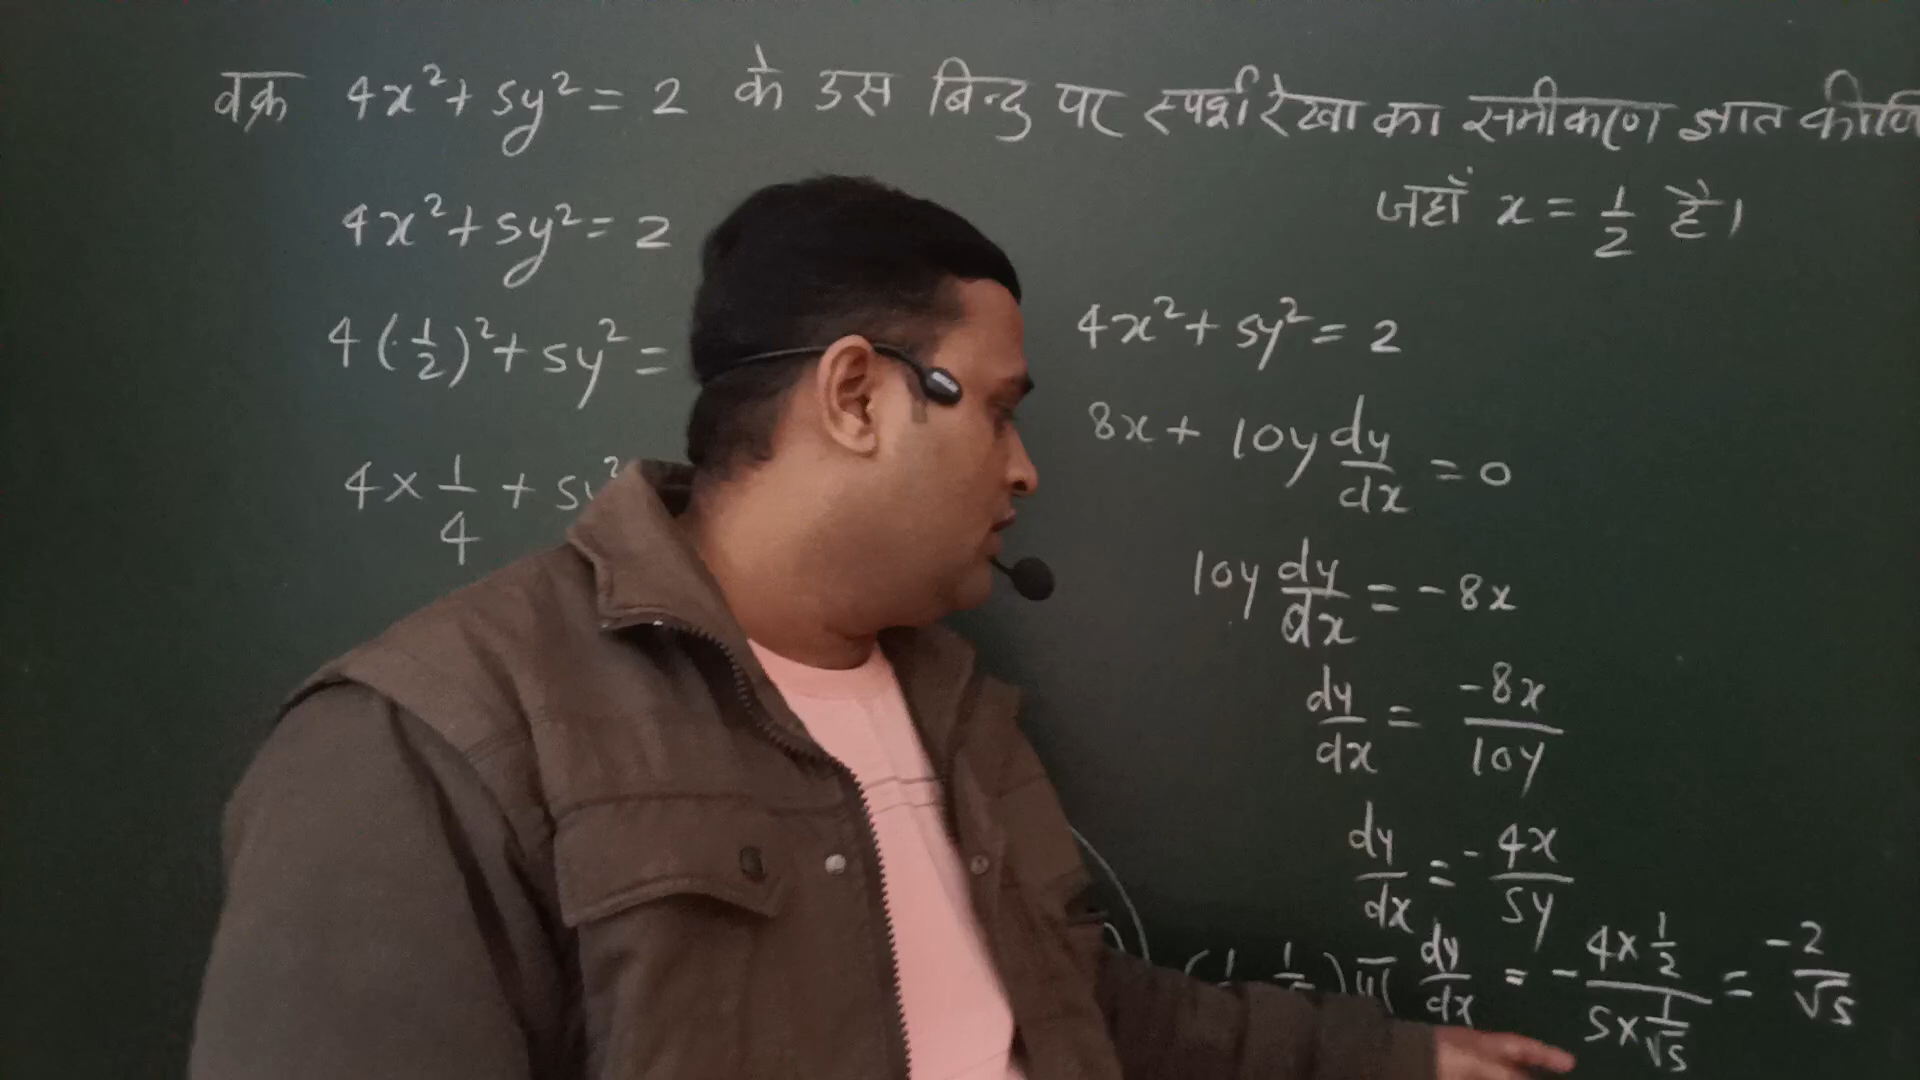 वक्र 4x² + 5y² = 2 के उस बिन्दु पर स्पर्श रेखा का समीकरण ज्ञात
जहाँ x = 1/2 है।
4x² + 5y² = 2
4(1/2)² + 5y² =
4 × 1/4 + 5y²
4x² + 5y² = 2
8x + 10y dy/dx = 0
10y dy/dx = -8x
dy/dx = -8x/10y
dy/dx = -4x/5y
पर dy/dx = - (4×1/2)/(5×1/√5) = -2/√5